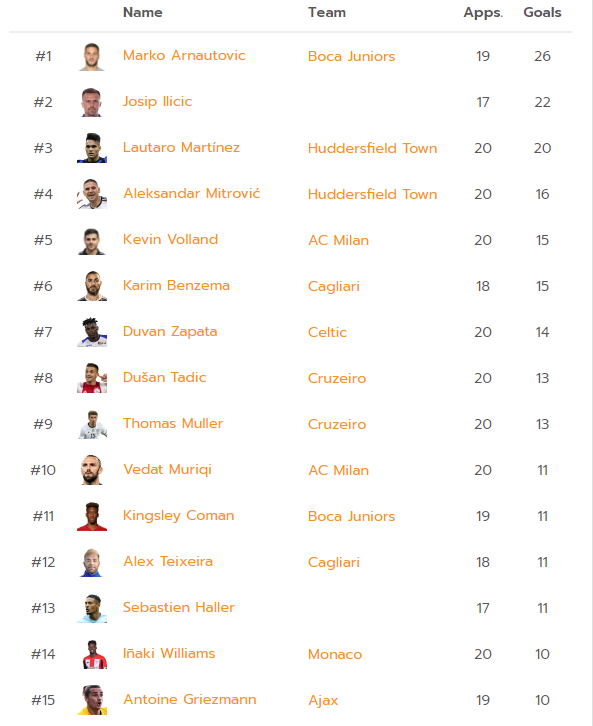 Name Team Apps. Goals
#1 Marko Arnautovic Boca Juniors 19 26
#2 Josip Ilicic 17 22
#3 Lautaro Martínez Huddersfield Town 20 20
#4 Aleksandar Mitrović Huddersfield Town 20 16
#5 Kevin Volland AC Milan 20 15
#6 Karim Benzema Cagliari 18 15
#7 Duvan Zapata Celtic 20 14
#8 Dušan Tadic Cruzeiro 20 13
#9 Thomas Muller Cruzeiro 20 13
#10 Vedat Muriqi AC Milan 20 11
#11 Kingsley Coman Boca Juniors 19 11
#12 Alex Teixeira Cagliari 18 11
#13 Sebastien Haller 17 11
#14 Iñaki Williams Monaco 20 10
#15 Antoine Griezmann Ajax 19 10